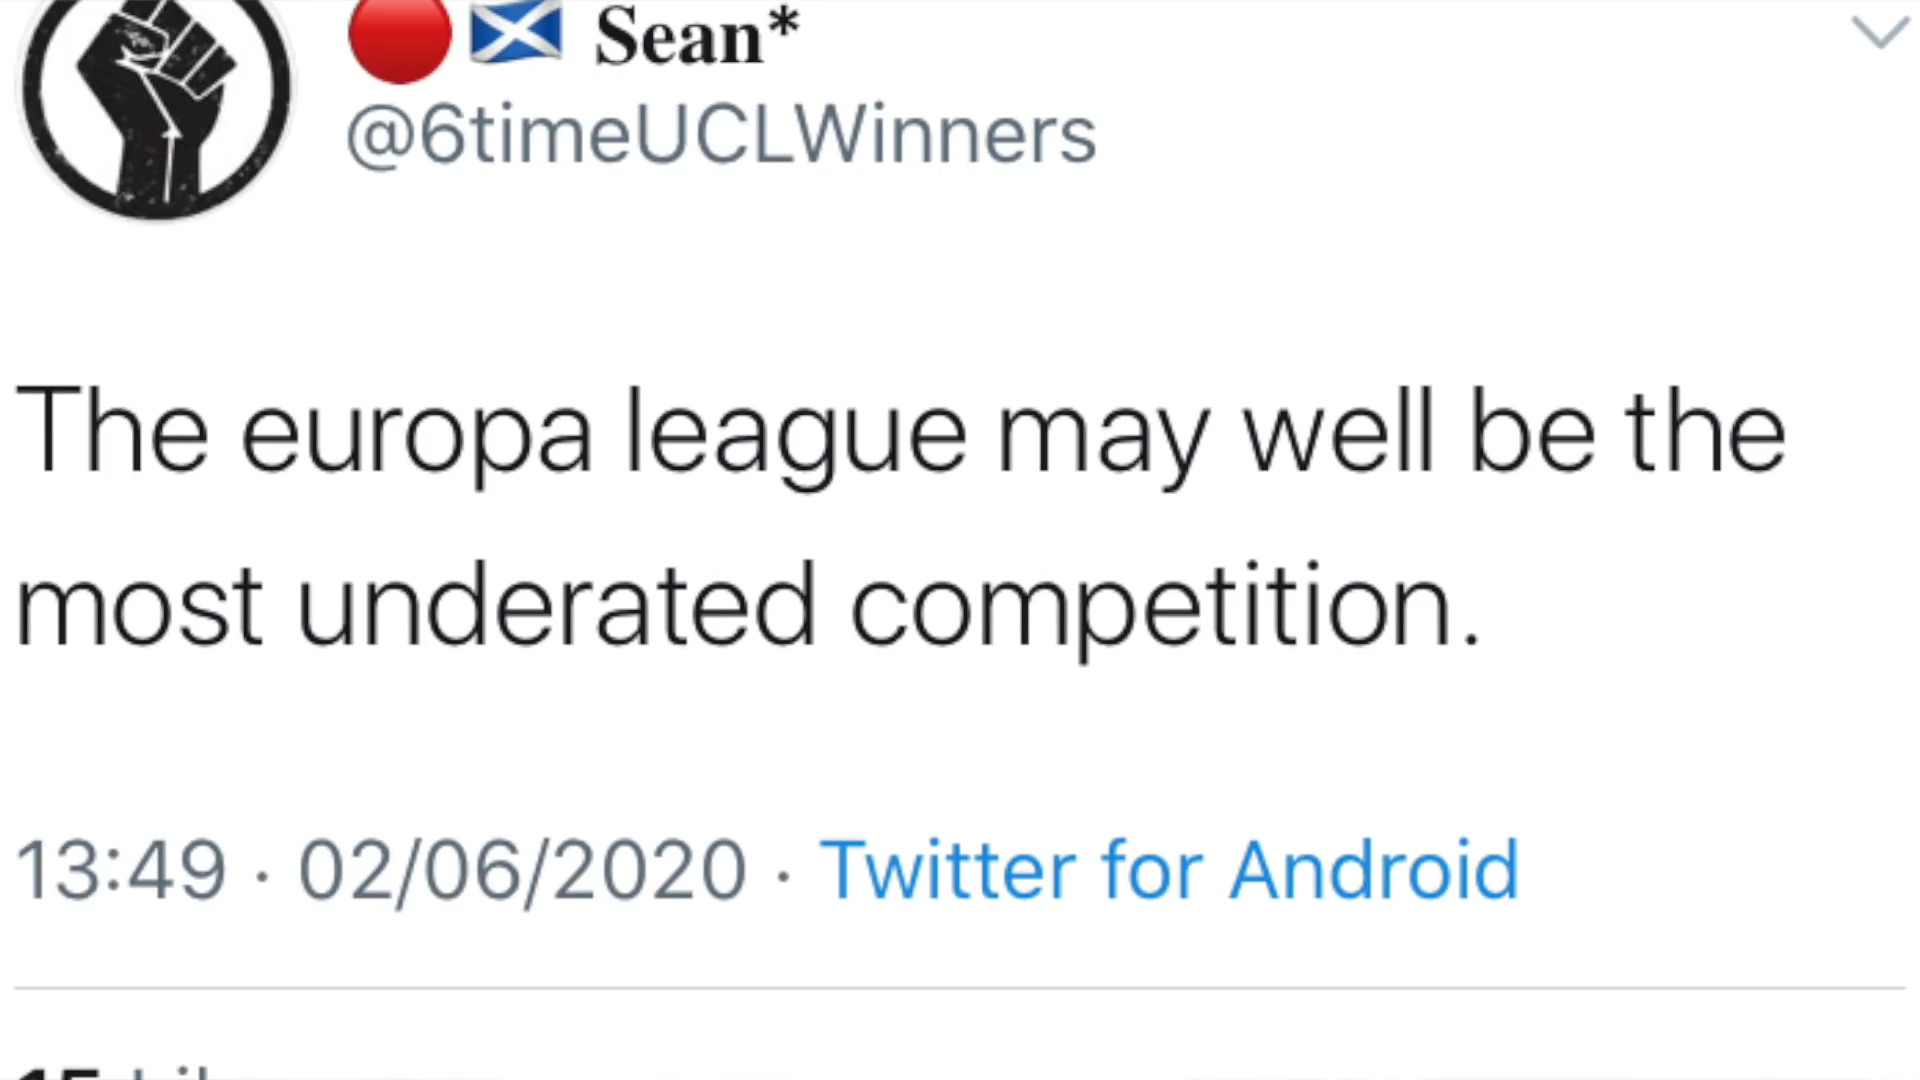 🔴🏴󠁧󠁢󠁳󠁣󠁴󠁿 Sean*
@6timeUCLWinners
The europa league may well be the
most underated competition.
13:49 · 02/06/2020 · Twitter for Android